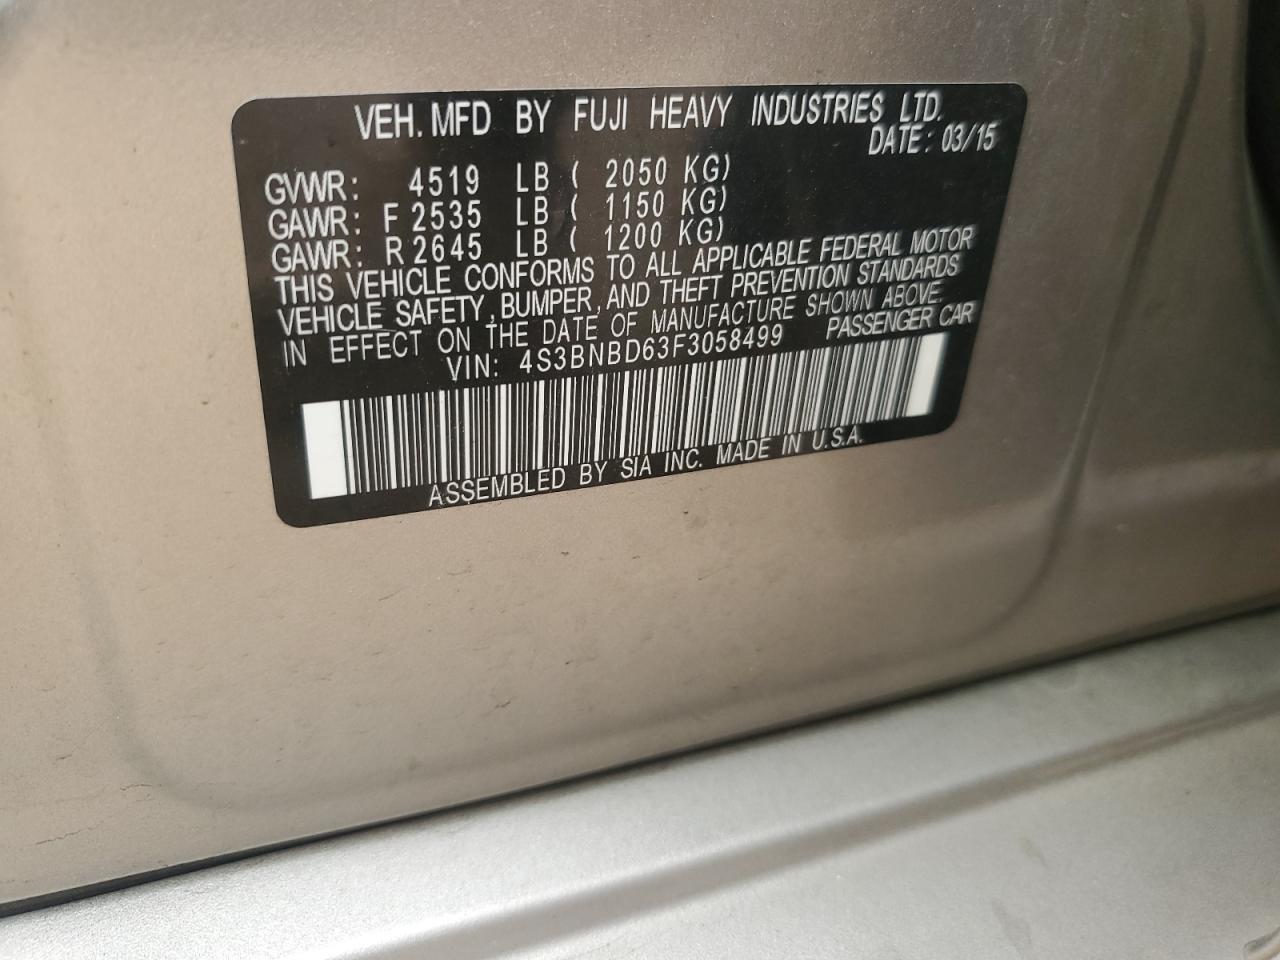 VEH. MFD BY FUJI HEAVY INDUSTRIES LTD.
DATE: 03/15
GVWR: 4519 LB ( 2050 KG)
GAWR: F 2535 LB ( 1150 KG)
GAWR: R 2645 LB ( 1200 KG)
THIS VEHICLE CONFORMS TO ALL APPLICABLE FEDERAL MOTOR
VEHICLE SAFETY, BUMPER, AND THEFT PREVENTION STANDARDS
IN EFFECT ON THE DATE OF MANUFACTURE SHOWN ABOVE.
VIN: 4S3BNBD63F3058499 PASSENGER CAR
ASSEMBLED BY SIA INC. MADE IN U.S.A.